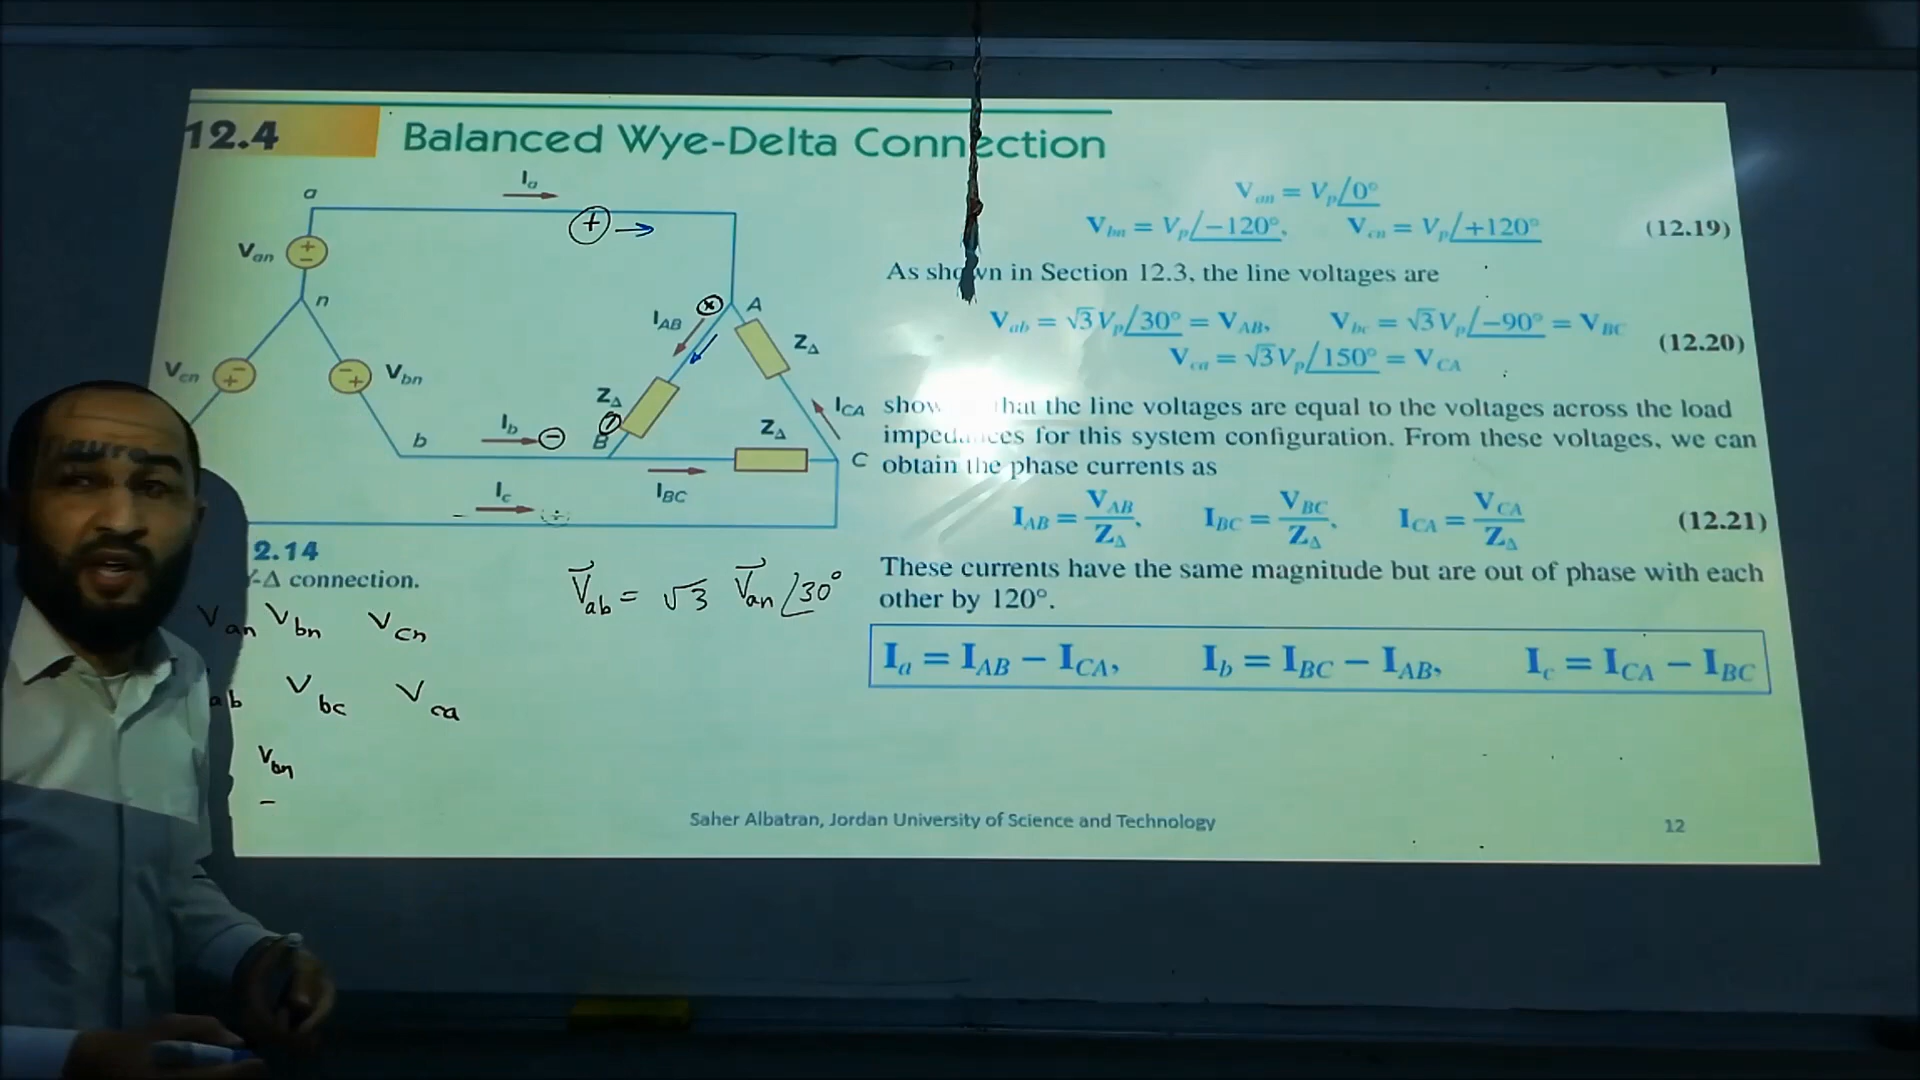 12.4 Balanced Wye-Delta Connection
a
I_a
+
V_an
n
V_cn
V_bn
b
I_b
I_c
I_AB
A
Z_Δ
Z_Δ
B
I_CA
Z_Δ
C
I_BC
2.14
-Δ connection.
V_an V_bn V_cn
ab V_bc V_ca
V_bn
V_ab = √3 V_an ∠30°
V_an = V_p/0°
V_bn = V_p/−120°, V_cn = V_p/+120° (12.19)
As shown in Section 12.3, the line voltages are
V_ab = √3V_p/30° = V_AB, V_bc = √3V_p/−90° = V_BC
V_ca = √3V_p/150° = V_CA (12.20)
show that the line voltages are equal to the voltages across the load
impedances for this system configuration. From these voltages, we can
obtain the phase currents as
I_AB = V_AB/Z_Δ, I_BC = V_BC/Z_Δ, I_CA = V_CA/Z_Δ (12.21)
These currents have the same magnitude but are out of phase with each
other by 120°.
I_a = I_AB − I_CA, I_b = I_BC − I_AB, I_c = I_CA − I_BC
Saher Albatran, Jordan University of Science and Technology 12